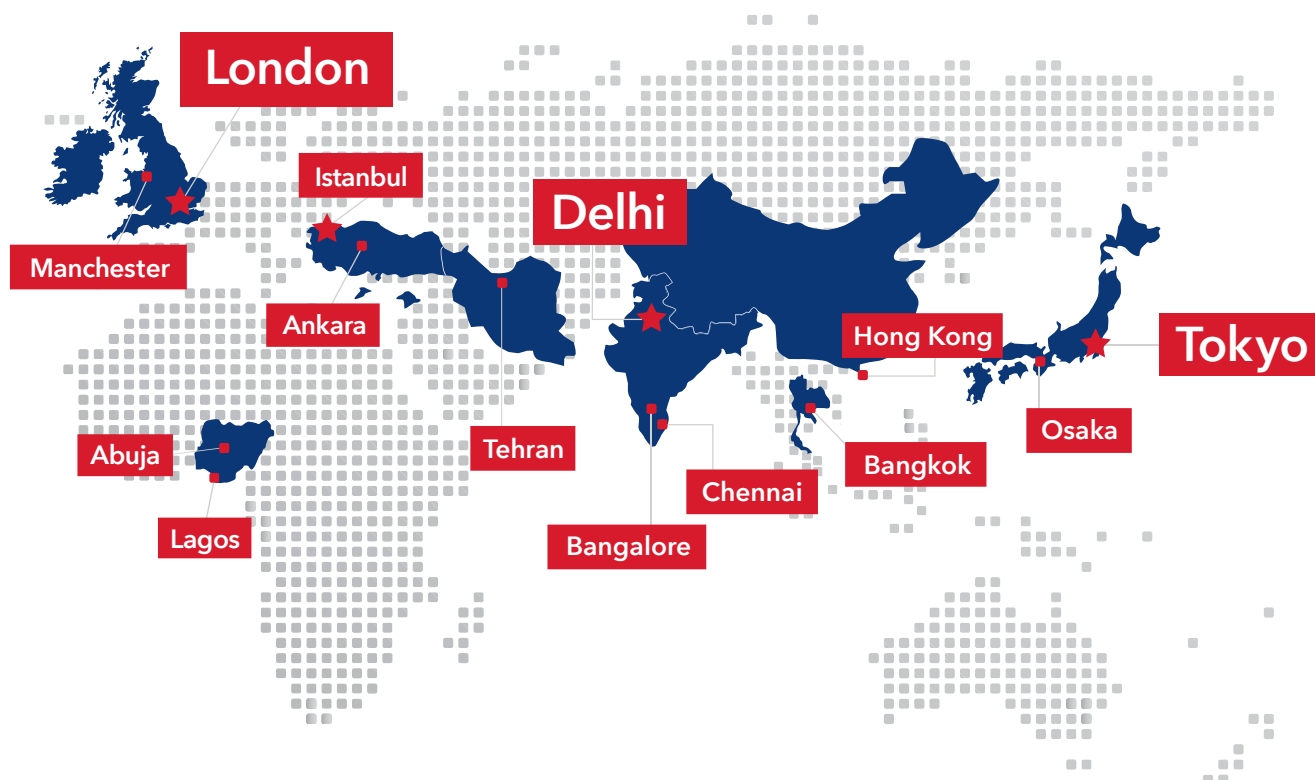 London
Istanbul
Delhi
Manchester
Ankara
Hong Kong
Tokyo
Abuja
Tehran
Osaka
Bangkok
Chennai
Lagos
Bangalore